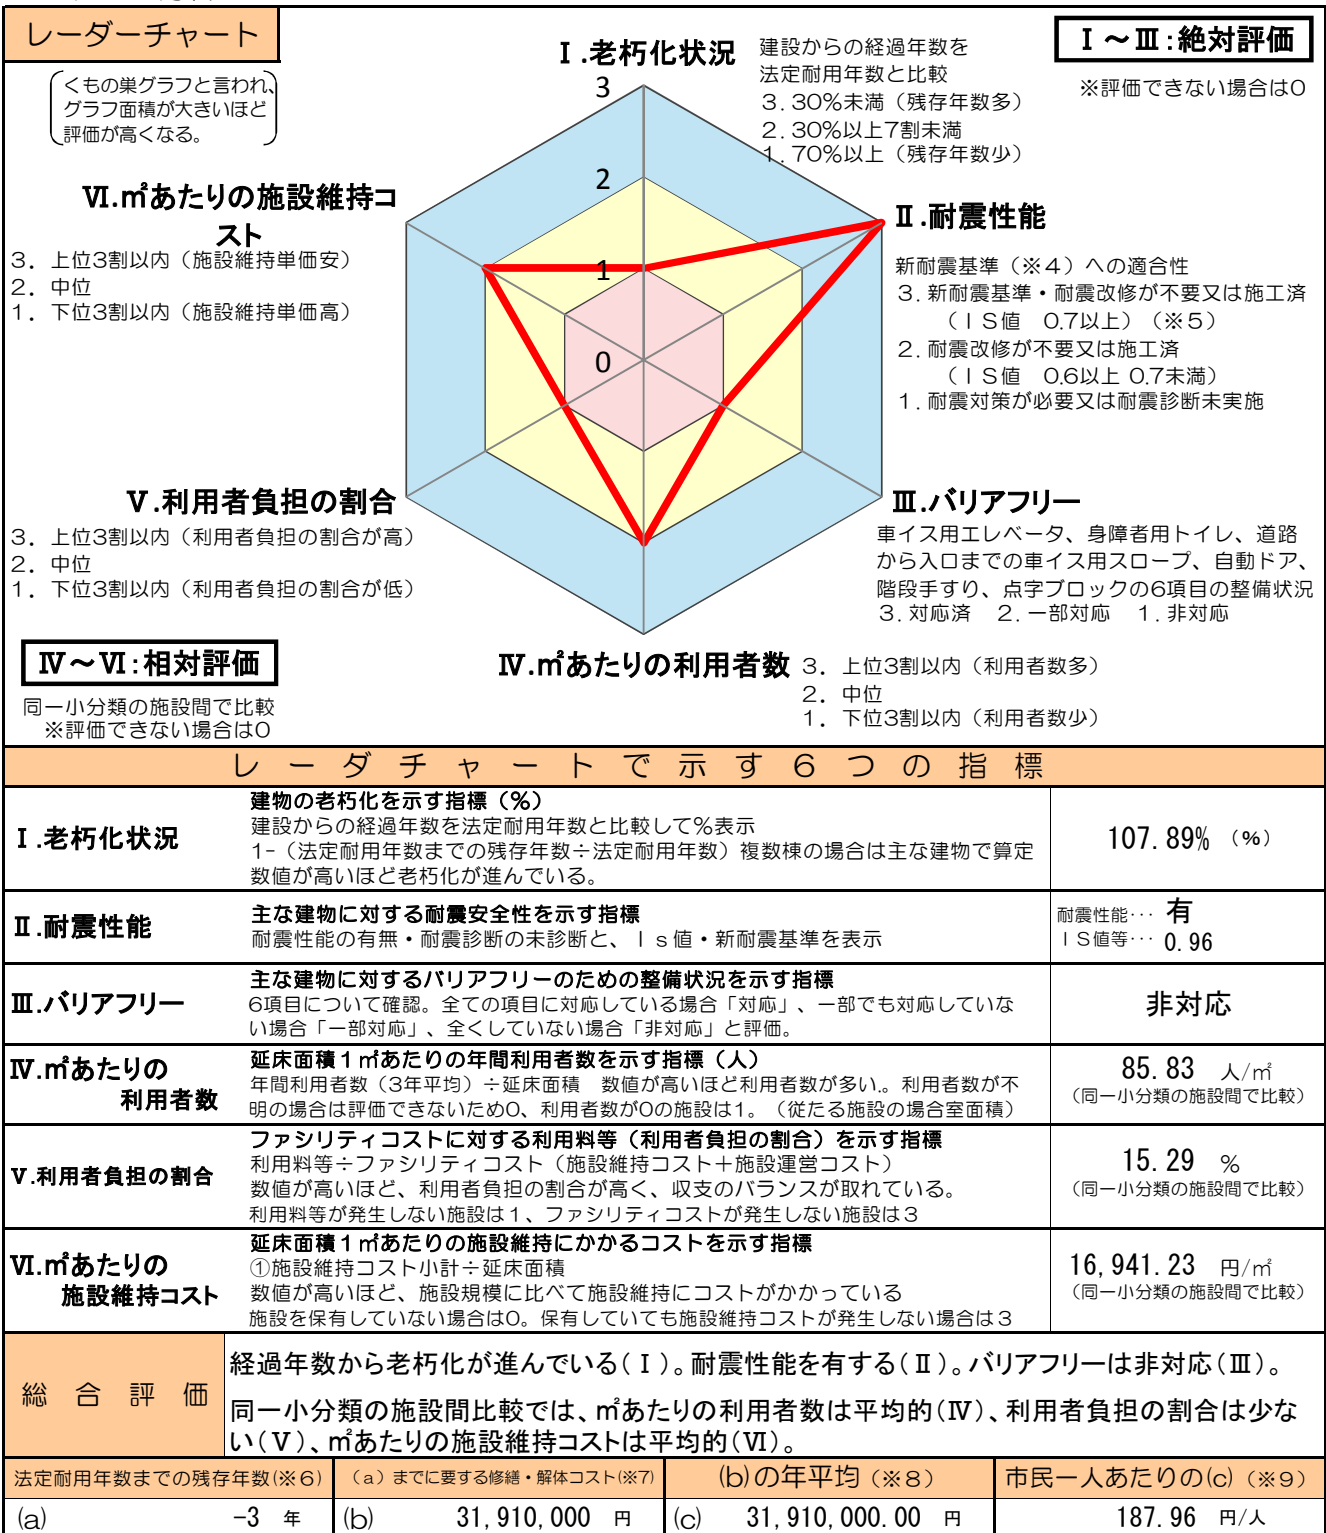 レーダーチャート
くもの巣グラフと言われ、
グラフ面積が大きいほど
評価が高くなる。
Ⅰ.老朽化状況
建設からの経過年数を
法定耐用年数と比較
3.30%未満（残存年数多）
2.30%以上7割未満
1.70%以上（残存年数少）
Ⅰ～Ⅲ:絶対評価
※評価できない場合は0
3
2
1
0
Ⅵ.㎡あたりの施設維持コ
スト
3. 上位3割以内（施設維持単価安）
2. 中位
1. 下位3割以内（施設維持単価高）
Ⅱ.耐震性能
新耐震基準（※4）への適合性
3.新耐震基準・耐震改修が不要又は施工済
（ＩＳ値　0.7以上）（※5）
2.耐震改修が不要又は施工済
（ＩＳ値　0.6以上 0.7未満）
1.耐震対策が必要又は耐震診断未実施
Ⅴ.利用者負担の割合
3. 上位3割以内（利用者負担の割合が高）
2. 中位
1. 下位3割以内（利用者負担の割合が低）
Ⅲ.バリアフリー
車イス用エレベータ、身障者用トイレ、道路
から入口までの車イス用スロープ、自動ドア、
階段手すり、点字ブロックの6項目の整備状況
3.対応済　2.一部対応　1.非対応
Ⅳ～Ⅵ:相対評価
同一小分類の施設間で比較
※評価できない場合は0
Ⅳ.㎡あたりの利用者数
3. 上位3割以内（利用者数多）
2. 中位
1. 下位3割以内（利用者数少）
レーダチャートで示す6つの指標
Ⅰ.老朽化状況
建物の老朽化を示す指標（%）
建設からの経過年数を法定耐用年数と比較して%表示
1-（法定耐用年数までの残存年数÷法定耐用年数）複数棟の場合は主な建物で算定
数値が高いほど老朽化が進んでいる。
107.89%（%）
Ⅱ.耐震性能
主な建物に対する耐震安全性を示す指標
耐震性能の有無・耐震診断の未診断と、Ｉｓ値・新耐震基準を表示
耐震性能… 有
ＩＳ値等… 0.96
Ⅲ.バリアフリー
主な建物に対するバリアフリーのための整備状況を示す指標
6項目について確認。全ての項目に対応している場合「対応」、一部でも対応していな
い場合「一部対応」、全くしていない場合「非対応」と評価。
非対応
Ⅳ.㎡あたりの
利用者数
延床面積１㎡あたりの年間利用者数を示す指標（人）
年間利用者数（3年平均）÷延床面積　数値が高いほど利用者数が多い。利用者数が不
明の場合は評価できないため0、利用者数が0の施設は1。（従たる施設の場合室面積）
85.83 人/㎡
（同一小分類の施設間で比較）
Ⅴ.利用者負担の割合
ファシリティコストに対する利用料等（利用者負担の割合）を示す指標
利用料等÷ファシリティコスト（施設維持コスト＋施設運営コスト）
数値が高いほど、利用者負担の割合が高く、収支のバランスが取れている。
利用料等が発生しない施設は１、ファシリティコストが発生しない施設は３
15.29 %
（同一小分類の施設間で比較）
Ⅵ.㎡あたりの
施設維持コスト
延床面積１㎡あたりの施設維持にかかるコストを示す指標
①施設維持コスト小計÷延床面積
数値が高いほど、施設規模に比べて施設維持にコストがかかっている
施設を保有していない場合は0。保有していても施設維持コストが発生しない場合は３
16,941.23 円/㎡
（同一小分類の施設間で比較）
総合評価
経過年数から老朽化が進んでいる(Ⅰ)。耐震性能を有する(Ⅱ)。バリアフリーは非対応(Ⅲ)。
同一小分類の施設間比較では、㎡あたりの利用者数は平均的(Ⅳ)、利用者負担の割合は少な
い(Ⅴ)、㎡あたりの施設維持コストは平均的(Ⅵ)。
法定耐用年数までの残存年数(※6)
（a）までに要する修繕・解体コスト(※7)
(b)の年平均（※8）
市民一人あたりの(c)（※9）
(a) -3 年
(b) 31,910,000 円
(c) 31,910,000.00 円
187.96 円/人